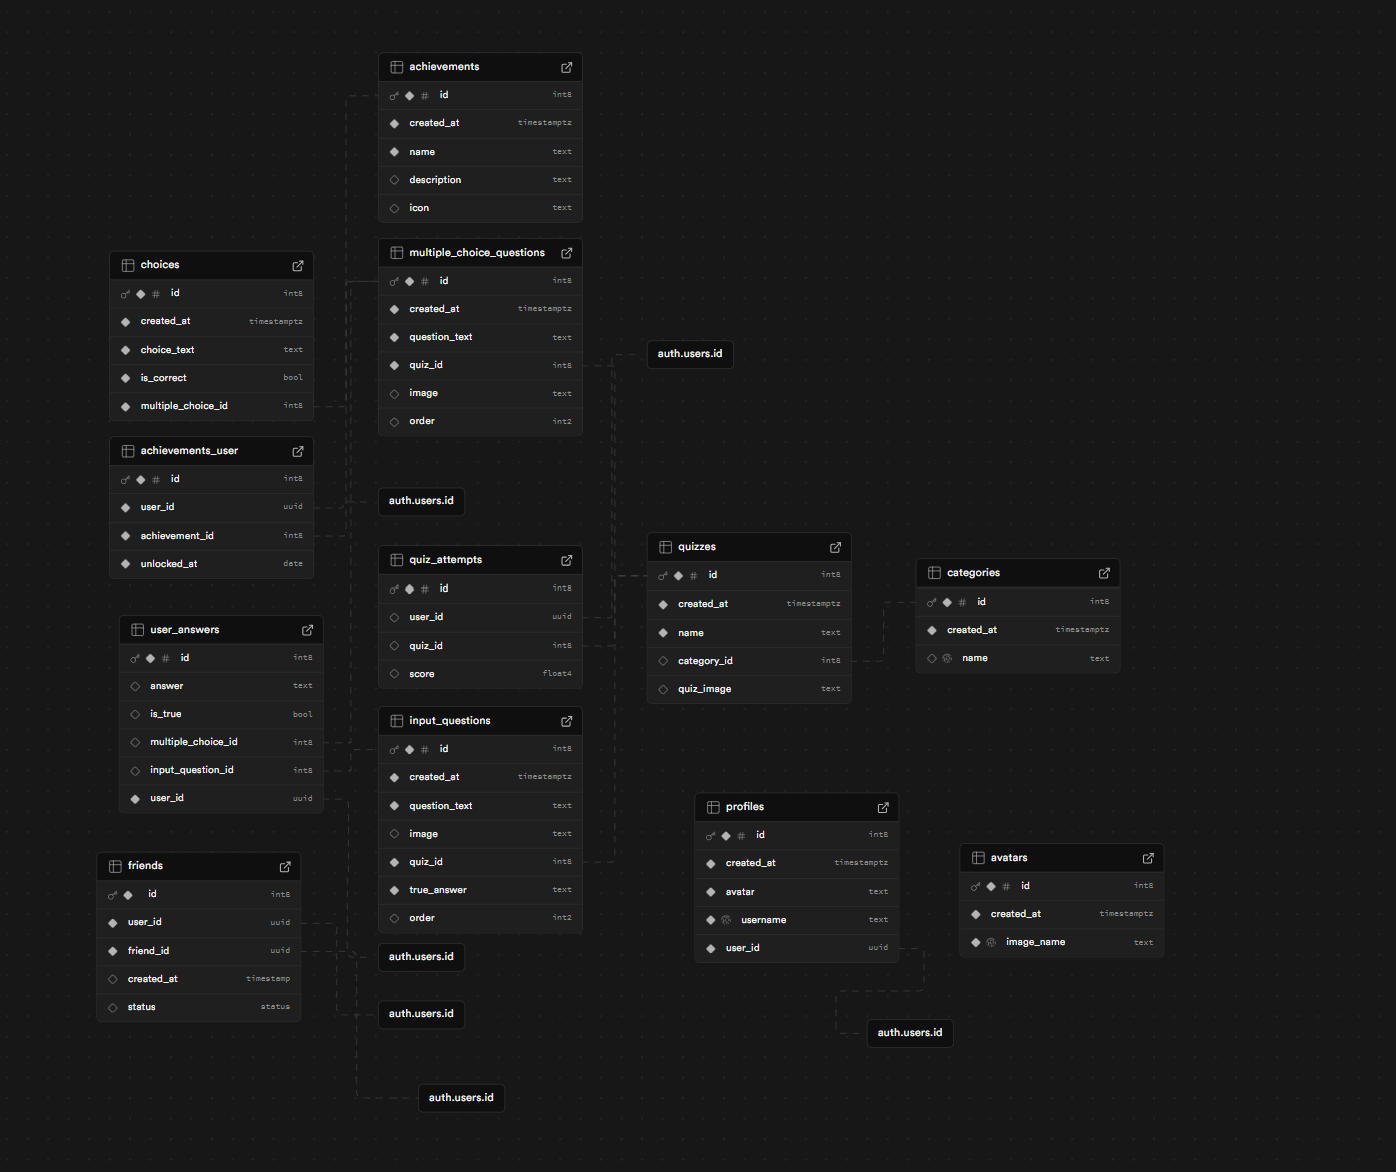 achievements
# id int8
created_at timestamptz
name text
description text
icon text
multiple_choice_questions
# id int8
created_at timestamptz
question_text text
quiz_id int8
image text
order int2
choices
# id int8
created_at timestamptz
choice_text text
is_correct bool
multiple_choice_id int8
auth.users.id
achievements_user
# id int8
user_id uuid
achievement_id int8
unlocked_at date
auth.users.id
quiz_attempts
# id int8
user_id uuid
quiz_id int8
score float4
quizzes
# id int8
created_at timestamptz
name text
category_id int8
quiz_image text
categories
# id int8
created_at timestamptz
name text
user_answers
# id int8
answer text
is_true bool
multiple_choice_id int8
input_question_id int8
user_id uuid
input_questions
# id int8
created_at timestamptz
question_text text
image text
quiz_id int8
true_answer text
order int2
profiles
# id int8
created_at timestamptz
avatar text
username text
user_id uuid
avatars
# id int8
created_at timestamptz
image_name text
friends
id int8
user_id uuid
friend_id uuid
created_at timestamp
status status
auth.users.id
auth.users.id
auth.users.id
auth.users.id